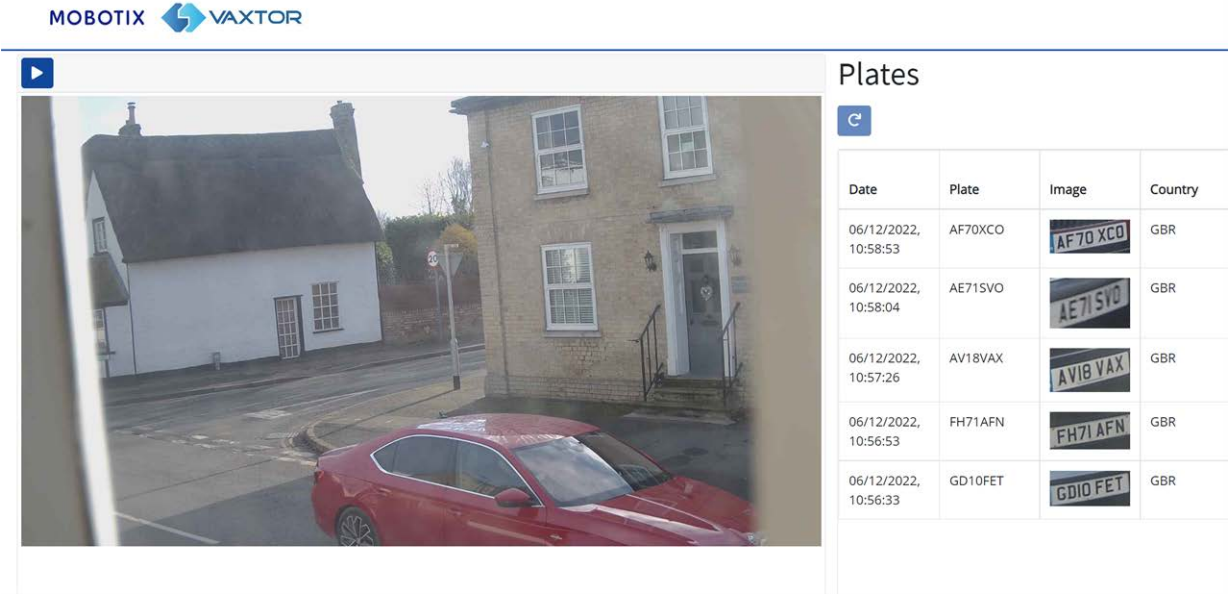 MOBOTIX VAXTOR
Plates
Date Plate Image Country
06/12/2022, 10:58:53 AF70XCO AF70 XCO GBR
06/12/2022, 10:58:04 AE71SVO AE71 SVO GBR
06/12/2022, 10:57:26 AV18VAX AV18 VAX GBR
06/12/2022, 10:56:53 FH71AFN FH71 AFN GBR
06/12/2022, 10:56:33 GD10FET GD10 FET GBR
20